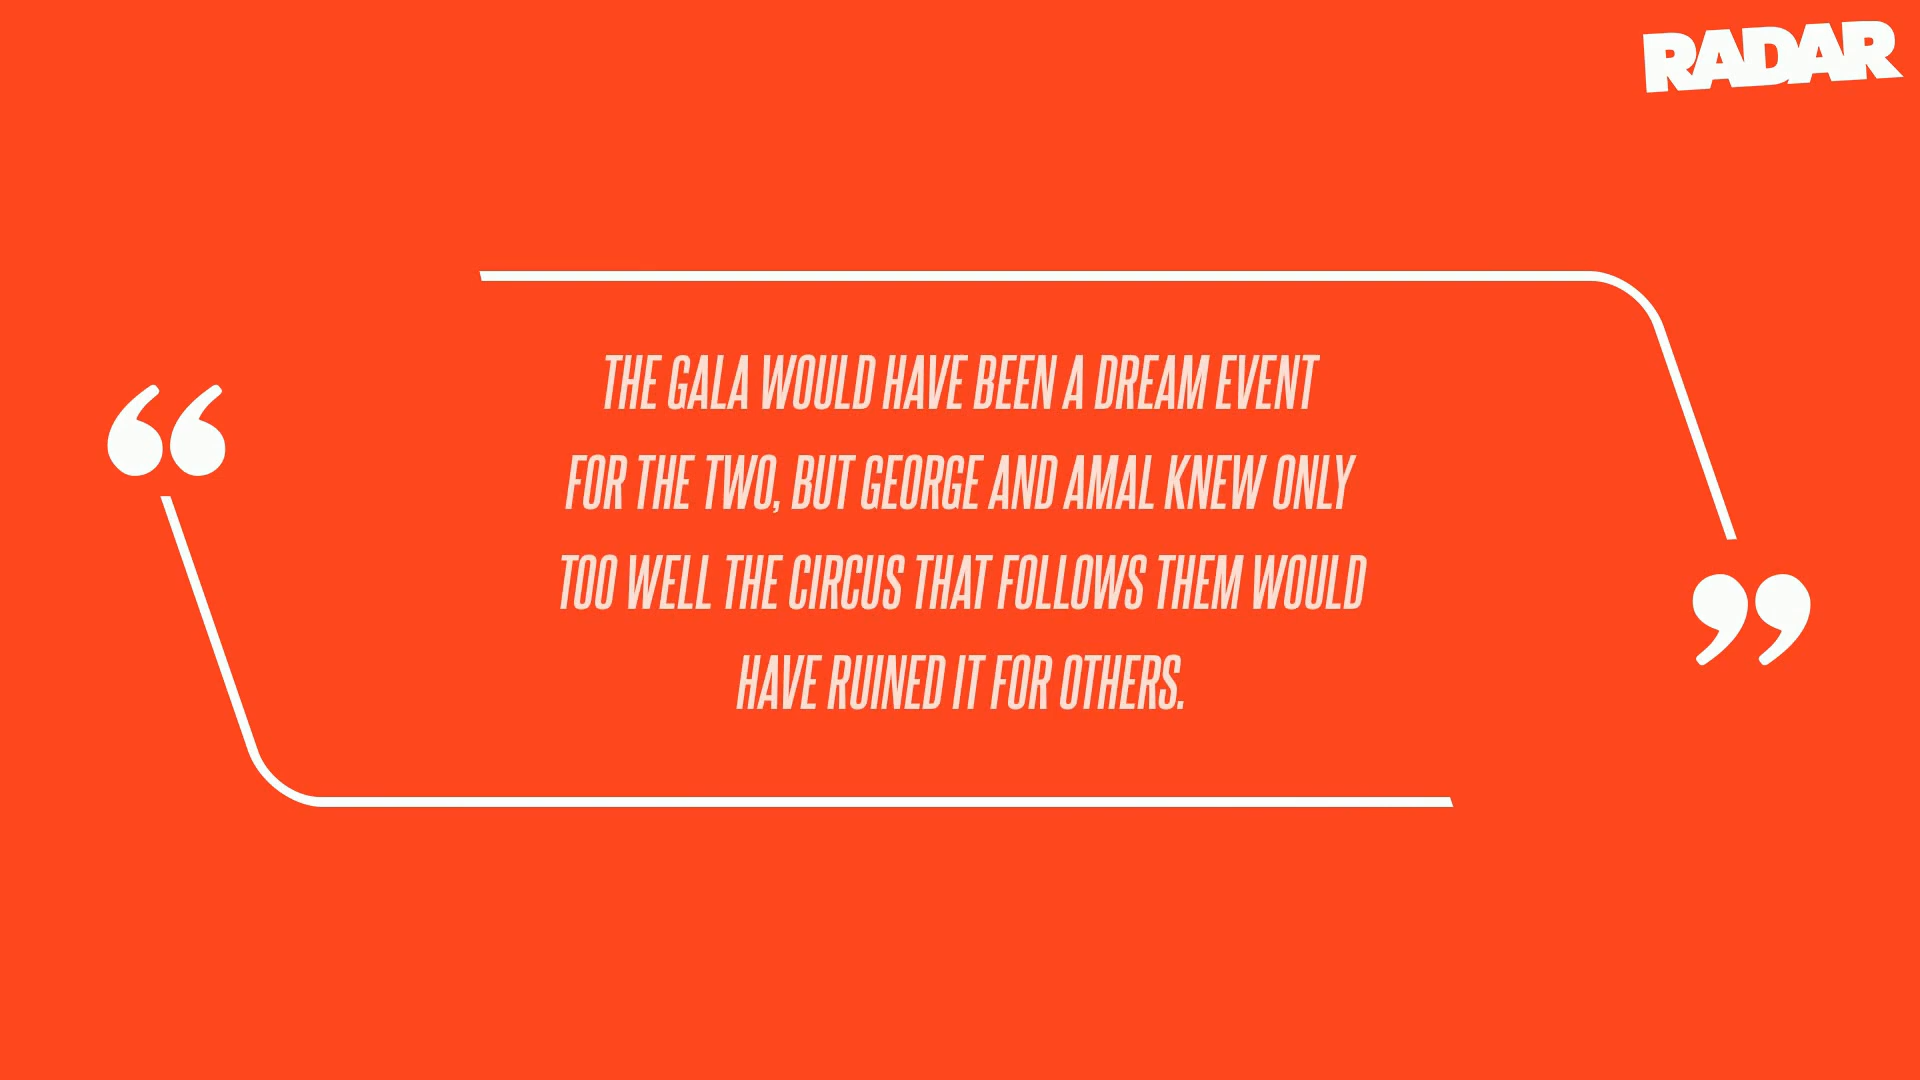 RADAR
THE GALA WOULD HAVE BEEN A DREAM EVENT
FOR THE TWO, BUT GEORGE AND AMAL KNEW ONLY
TOO WELL THE CIRCUS THAT FOLLOWS THEM WOULD
HAVE RUINED IT FOR OTHERS.